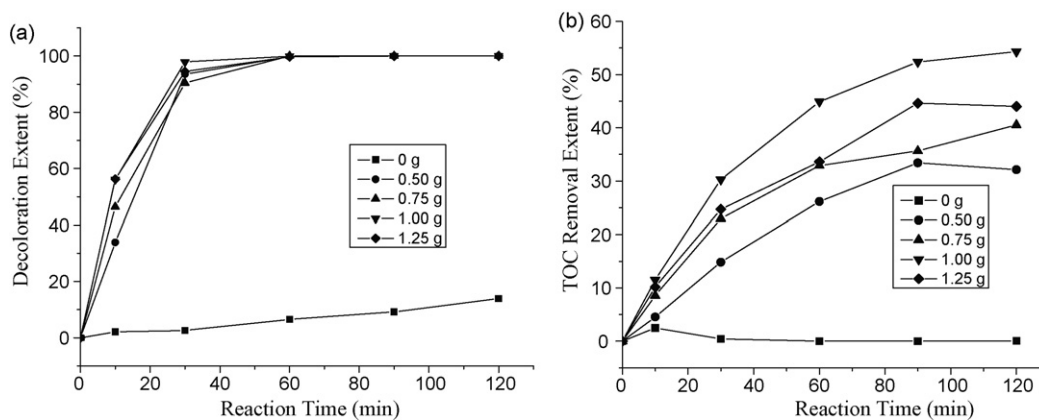 (a)
Decoloration Extent (%)
100
80
60
40
20
0
0 g
0.50 g
0.75 g
1.00 g
1.25 g
0 20 40 60 80 100 120
Reaction Time (min)
(b)
TOC Removal Extent (%)
60
50
40
30
20
10
0
0 g
0.50 g
0.75 g
1.00 g
1.25 g
0 20 40 60 80 100 120
Reaction Time (min)